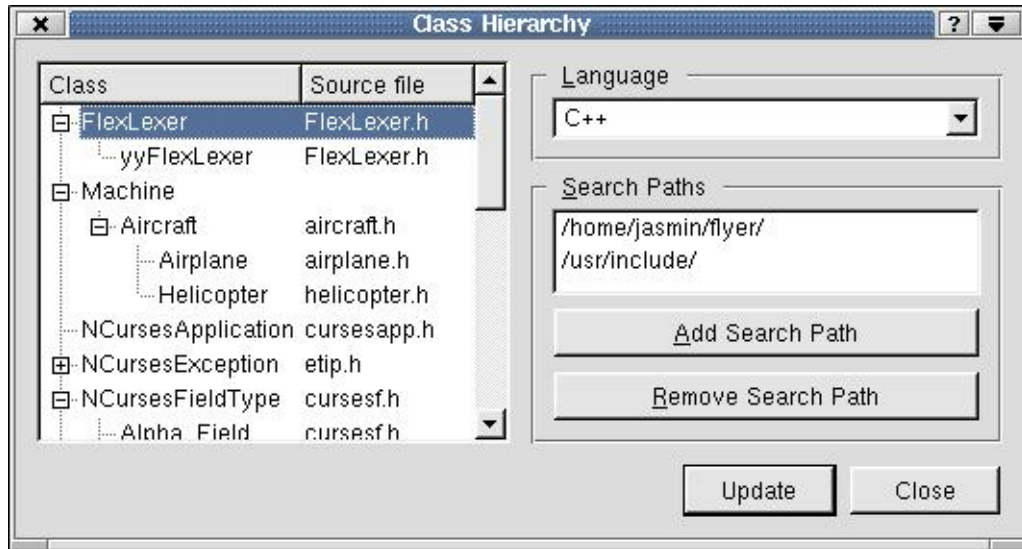 Class Hierarchy
?
Class Source file
FlexLexer FlexLexer.h
yyFlexLexer FlexLexer.h
Machine
Aircraft aircraft.h
Airplane airplane.h
Helicopter helicopter.h
NCursesApplication cursesapp.h
NCursesException etip.h
NCursesFieldType cursesf.h
Alpha_Field cursesf.h
Language
C++
Search Paths
/home/jasmin/flyer/
/usr/include/
Add Search Path
Remove Search Path
Update Close